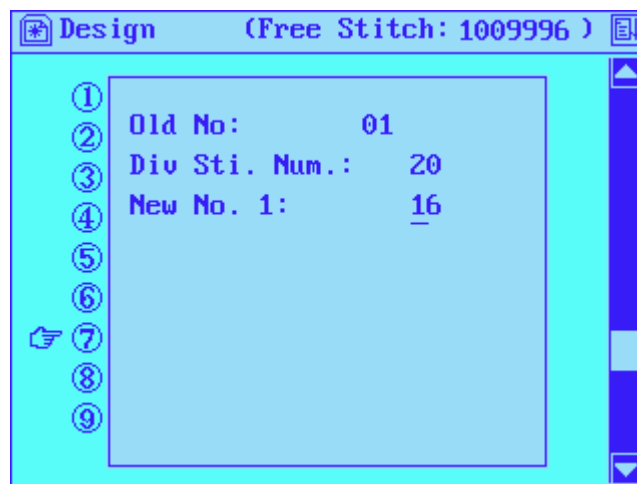 Design (Free Stitch: 1009996 )
①
Old No: 01
②
Div Sti. Num.: 20
③
New No. 1: 16
④
⑤
⑥
⑦
⑧
⑨